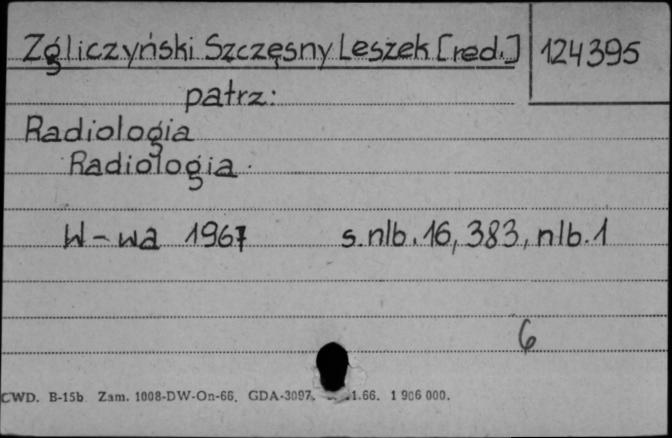 Zgliczyński Szczęsny Leszek [red.] 124395
patrz:
Radiologia
Radiologia.
W-wa 1967 s.nlb.16, 383, nlb.1
6
CWD. B-15b Zam. 1008-DW-On-66. GDA-3097. 1.66. 1 906 000.